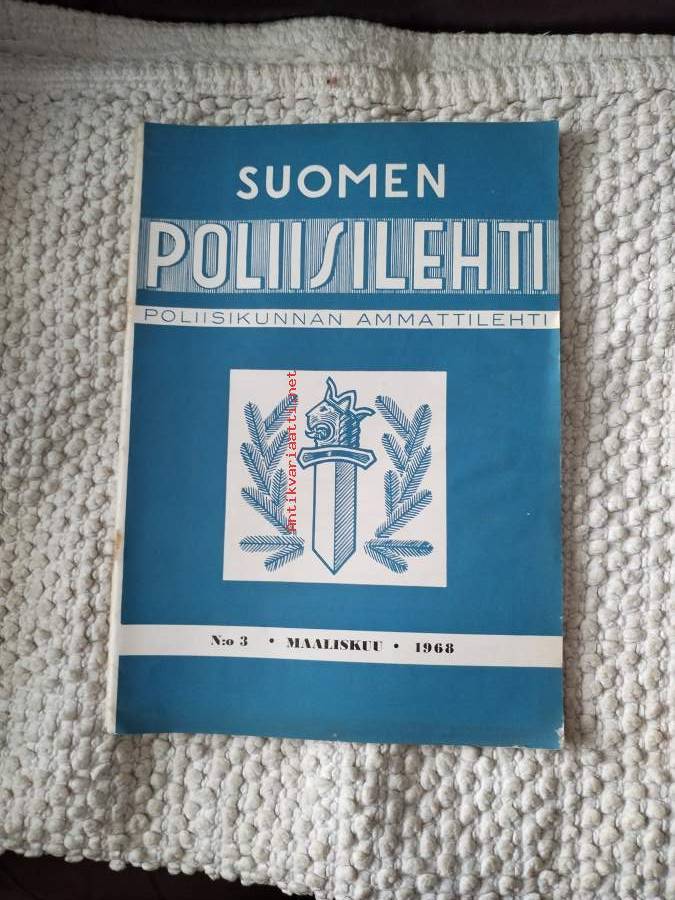 SUOMEN
POLIISILEHTI
POLIISIKUNNAN AMMATTILEHTI
Antikvariaatti.net
N:o 3 • MAALISKUU • 1968